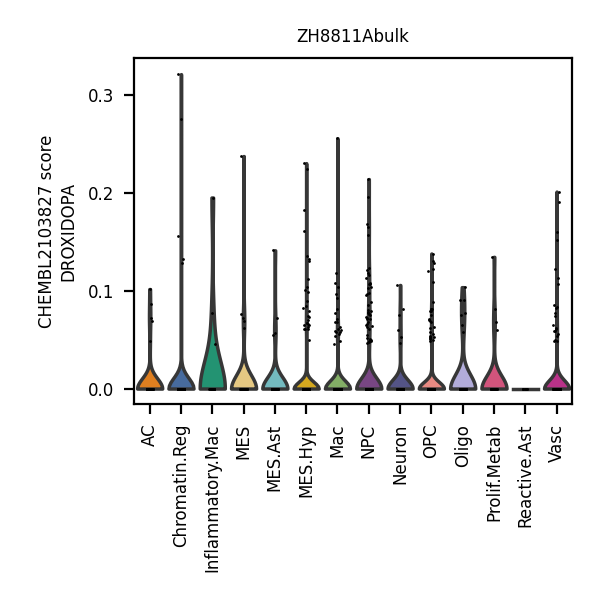 ZH8811Abulk
CHEMBL2103827 score
DROXIDOPA
0.3
0.2
0.1
0.0
AC
Chromatin.Reg
Inflammatory.Mac
MES
MES.Ast
MES.Hyp
Mac
NPC
Neuron
OPC
Oligo
Prolif.Metab
Reactive.Ast
Vasc